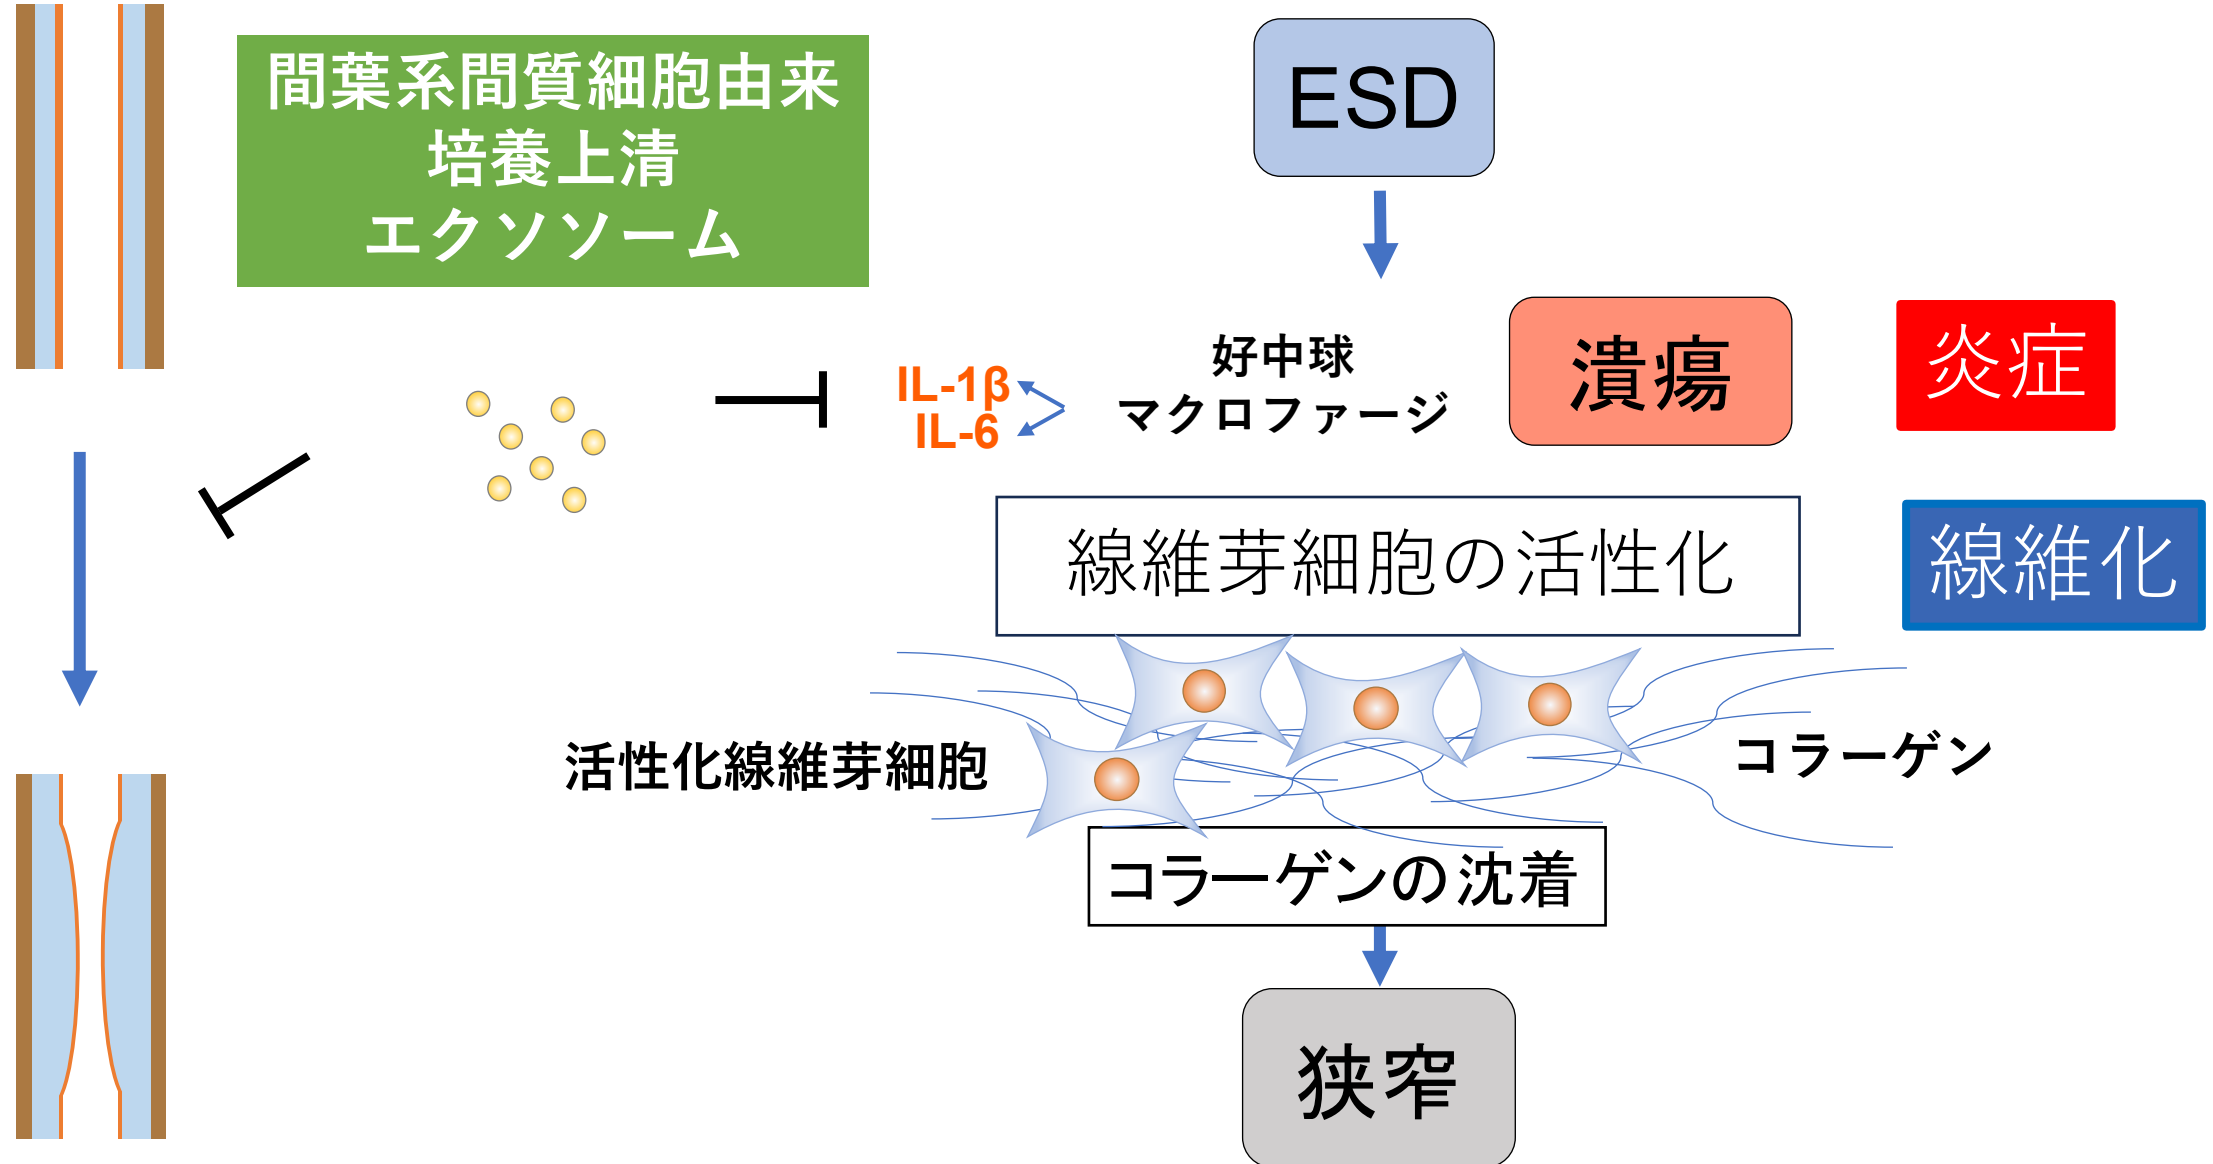 間葉系間質細胞由来
培養上清
エクソソーム
ESD
好中球
マクロファージ
IL-1β
IL-6
潰瘍
炎症
線維芽細胞の活性化
線維化
活性化線維芽細胞
コラーゲン
コラーゲンの沈着
狭窄